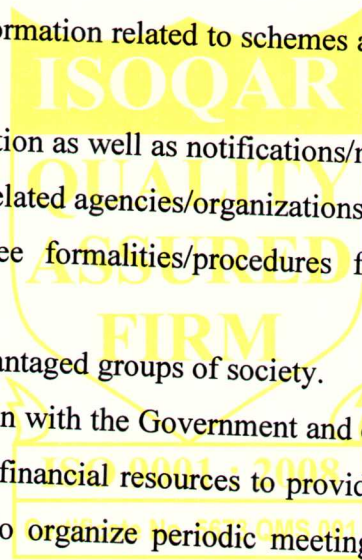 ormation related to schemes a
ISOQAR
tion as well as notifications/r
QUALITY
elated agencies/organizations
ee formalities/procedures f
ASSURED
FIRM
antaged groups of society.
n with the Government and
ISO 9001 : 2008
financial resources to provid
o organize periodic meeting